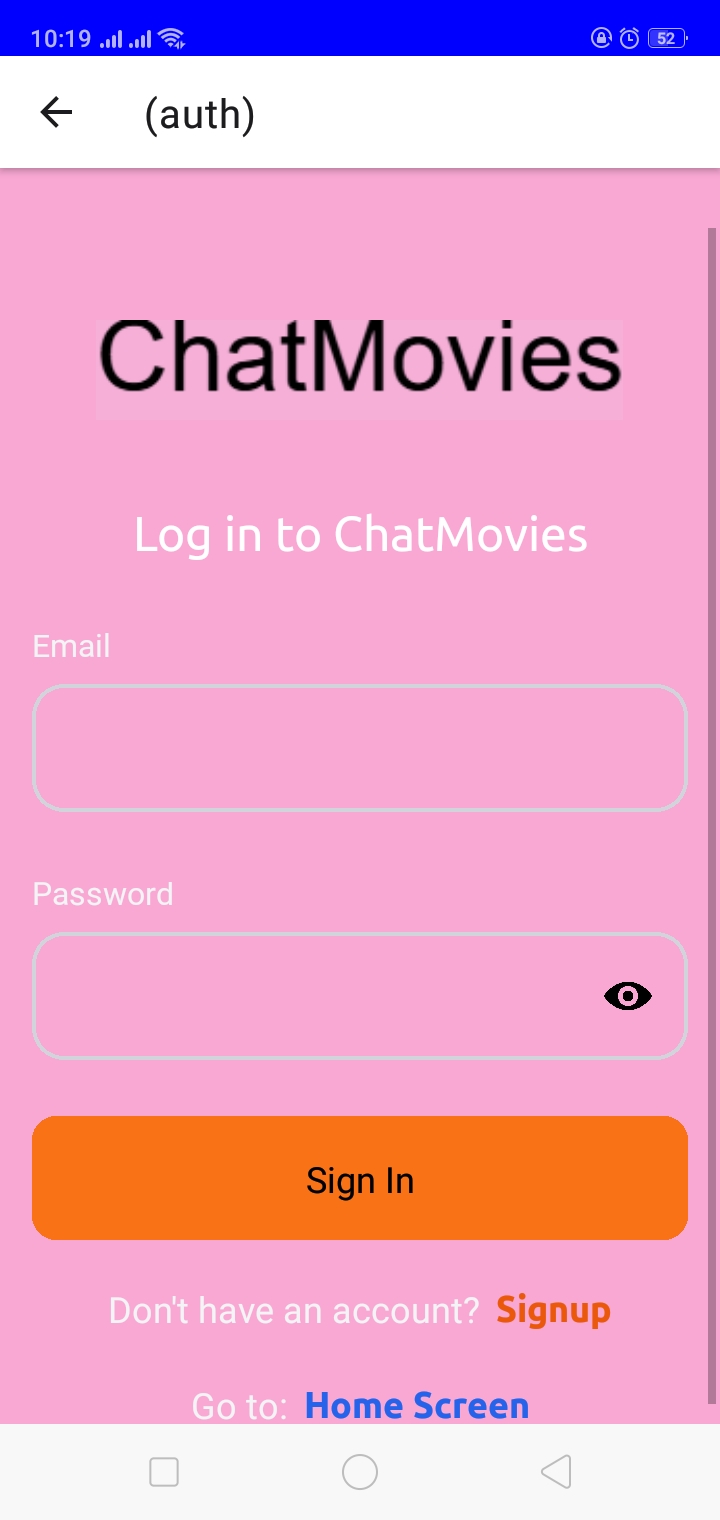 10:19 52
(auth)
ChatMovies
Log in to ChatMovies
Email
Password
Sign In
Don't have an account? Signup
Go to: Home Screen